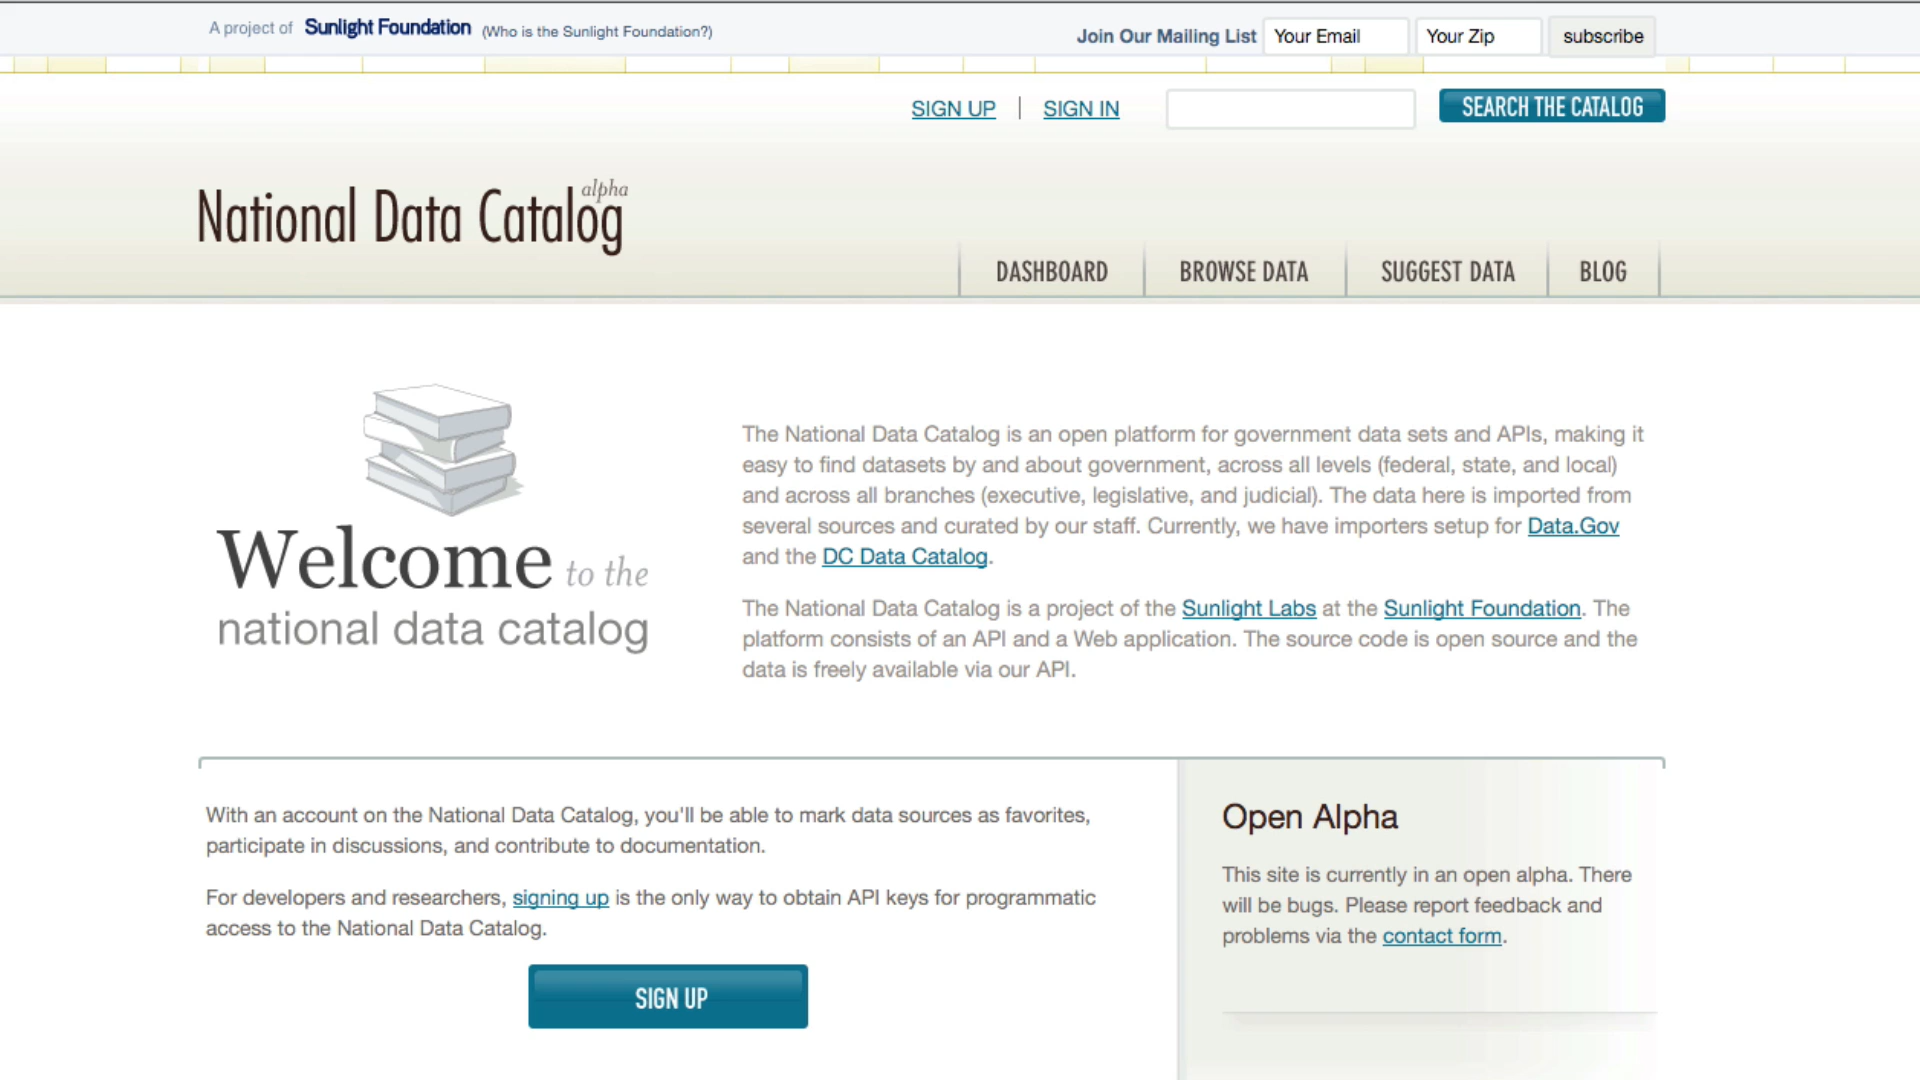 A project of Sunlight Foundation (Who is the Sunlight Foundation?)
Join Our Mailing List Your Email Your Zip subscribe
SIGN UP | SIGN IN SEARCH THE CATALOG
National Data Catalog alpha
DASHBOARD BROWSE DATA SUGGEST DATA BLOG
Welcome to the
national data catalog
The National Data Catalog is an open platform for government data sets and APIs, making it
easy to find datasets by and about government, across all levels (federal, state, and local)
and across all branches (executive, legislative, and judicial). The data here is imported from
several sources and curated by our staff. Currently, we have importers setup for Data.Gov
and the DC Data Catalog.
The National Data Catalog is a project of the Sunlight Labs at the Sunlight Foundation. The
platform consists of an API and a Web application. The source code is open source and the
data is freely available via our API.
With an account on the National Data Catalog, you'll be able to mark data sources as favorites,
participate in discussions, and contribute to documentation.
For developers and researchers, signing up is the only way to obtain API keys for programmatic
access to the National Data Catalog.
SIGN UP
Open Alpha
This site is currently in an open alpha. There
will be bugs. Please report feedback and
problems via the contact form.